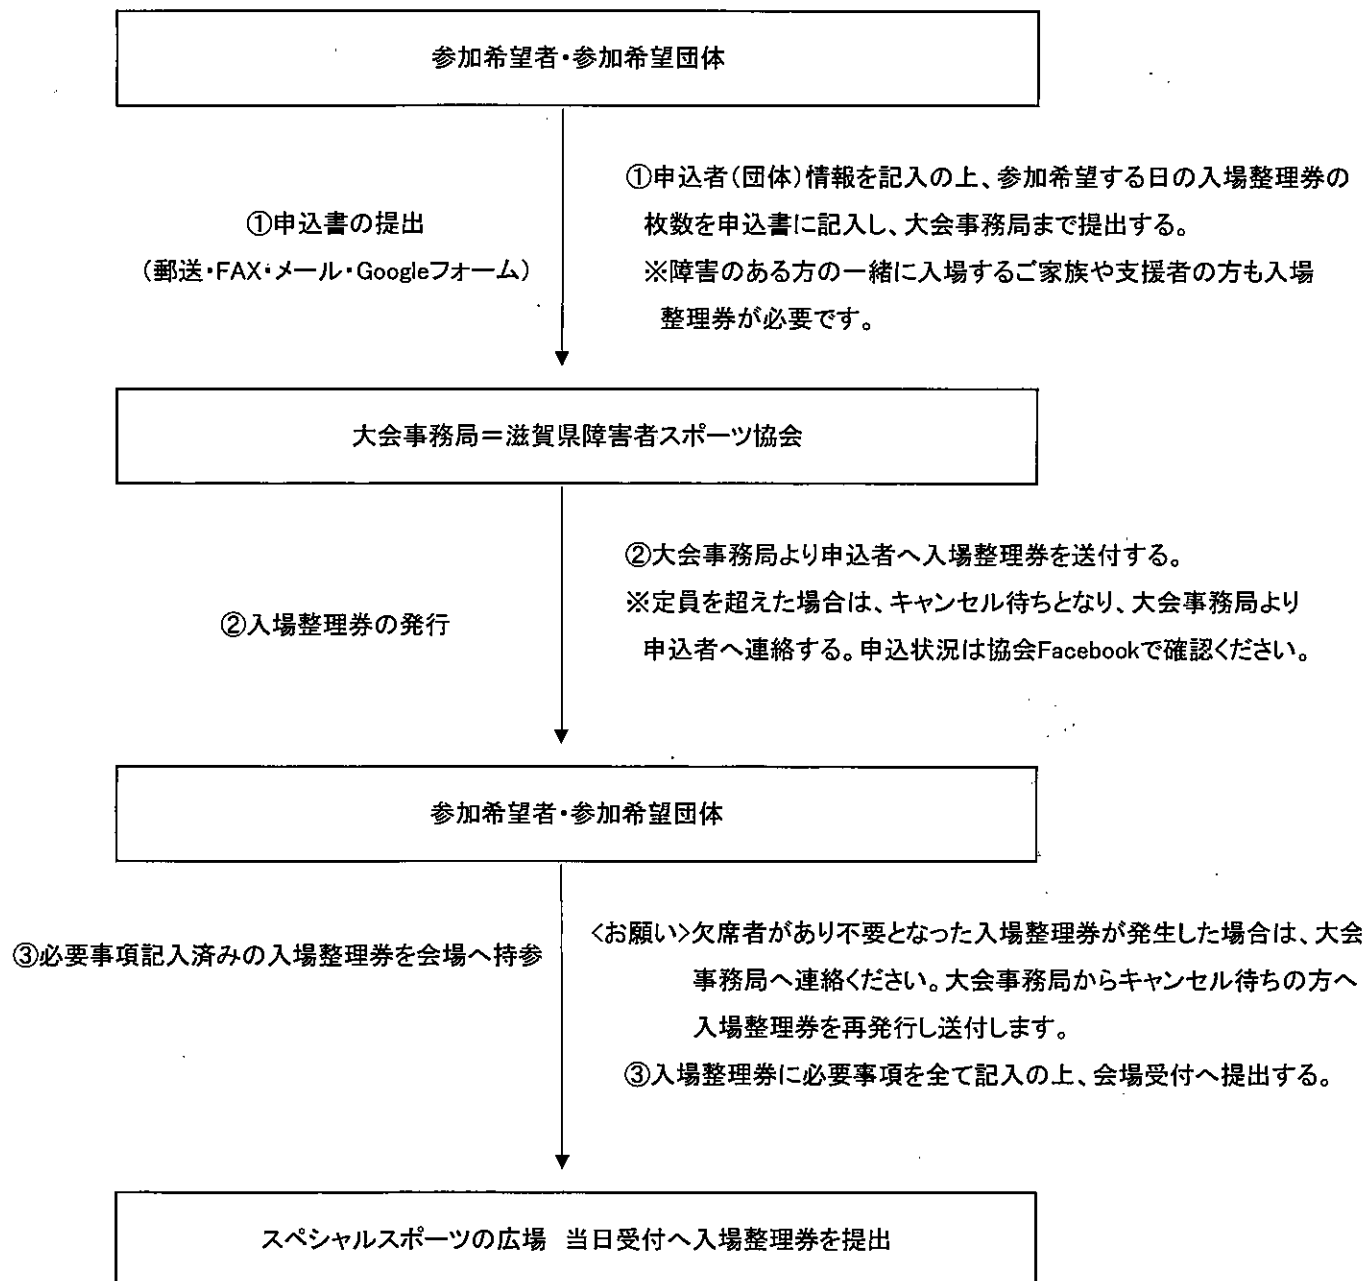 参加希望者・参加希望団体
①申込書の提出
（郵送・FAX・メール・Googleフォーム）
①申込者（団体）情報を記入の上、参加希望する日の入場整理券の
枚数を申込書に記入し、大会事務局まで提出する。
※障害のある方の一緒に入場するご家族や支援者の方も入場
整理券が必要です。
大会事務局＝滋賀県障害者スポーツ協会
②入場整理券の発行
②大会事務局より申込者へ入場整理券を送付する。
※定員を超えた場合は、キャンセル待ちとなり、大会事務局より
申込者へ連絡する。申込状況は協会Facebookで確認ください。
参加希望者・参加希望団体
③必要事項記入済みの入場整理券を会場へ持参
<お願い>欠席者があり不要となった入場整理券が発生した場合は、大会
事務局へ連絡ください。大会事務局からキャンセル待ちの方へ
入場整理券を再発行し送付します。
③入場整理券に必要事項を全て記入の上、会場受付へ提出する。
スペシャルスポーツの広場　当日受付へ入場整理券を提出